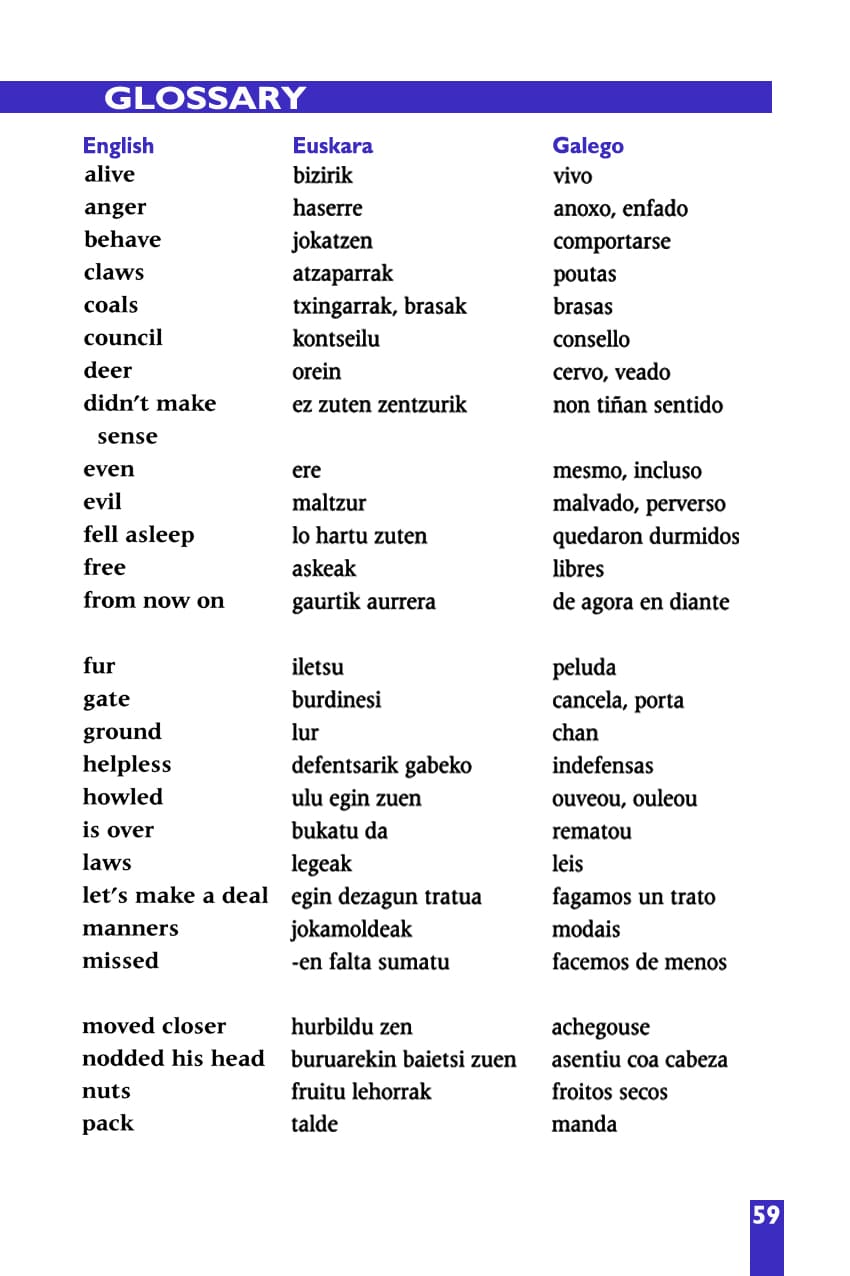 GLOSSARY
English Euskara Galego
alive bizirik vivo
anger haserre anoxo, enfado
behave jokatzen comportarse
claws atzaparrak poutas
coals txingarrak, brasak brasas
council kontseilu consello
deer orein cervo, veado
didn't make ez zuten zentzurik non tiñan sentido
sense
even ere mesmo, incluso
evil maltzur malvado, perverso
fell asleep lo hartu zuten quedaron durmidos
free askeak libres
from now on gaurtik aurrera de agora en diante
fur iletsu peluda
gate burdinesi cancela, porta
ground lur chan
helpless defentsarik gabeko indefensas
howled ulu egin zuen ouveou, ouleou
is over bukatu da rematou
laws legeak leis
let's make a deal egin dezagun tratua fagamos un trato
manners jokamoldeak modais
missed -en falta sumatu facemos de menos
moved closer hurbildu zen achegouse
nodded his head buruarekin baietsi zuen asentiu coa cabeza
nuts fruitu lehorrak froitos secos
pack talde manda
59